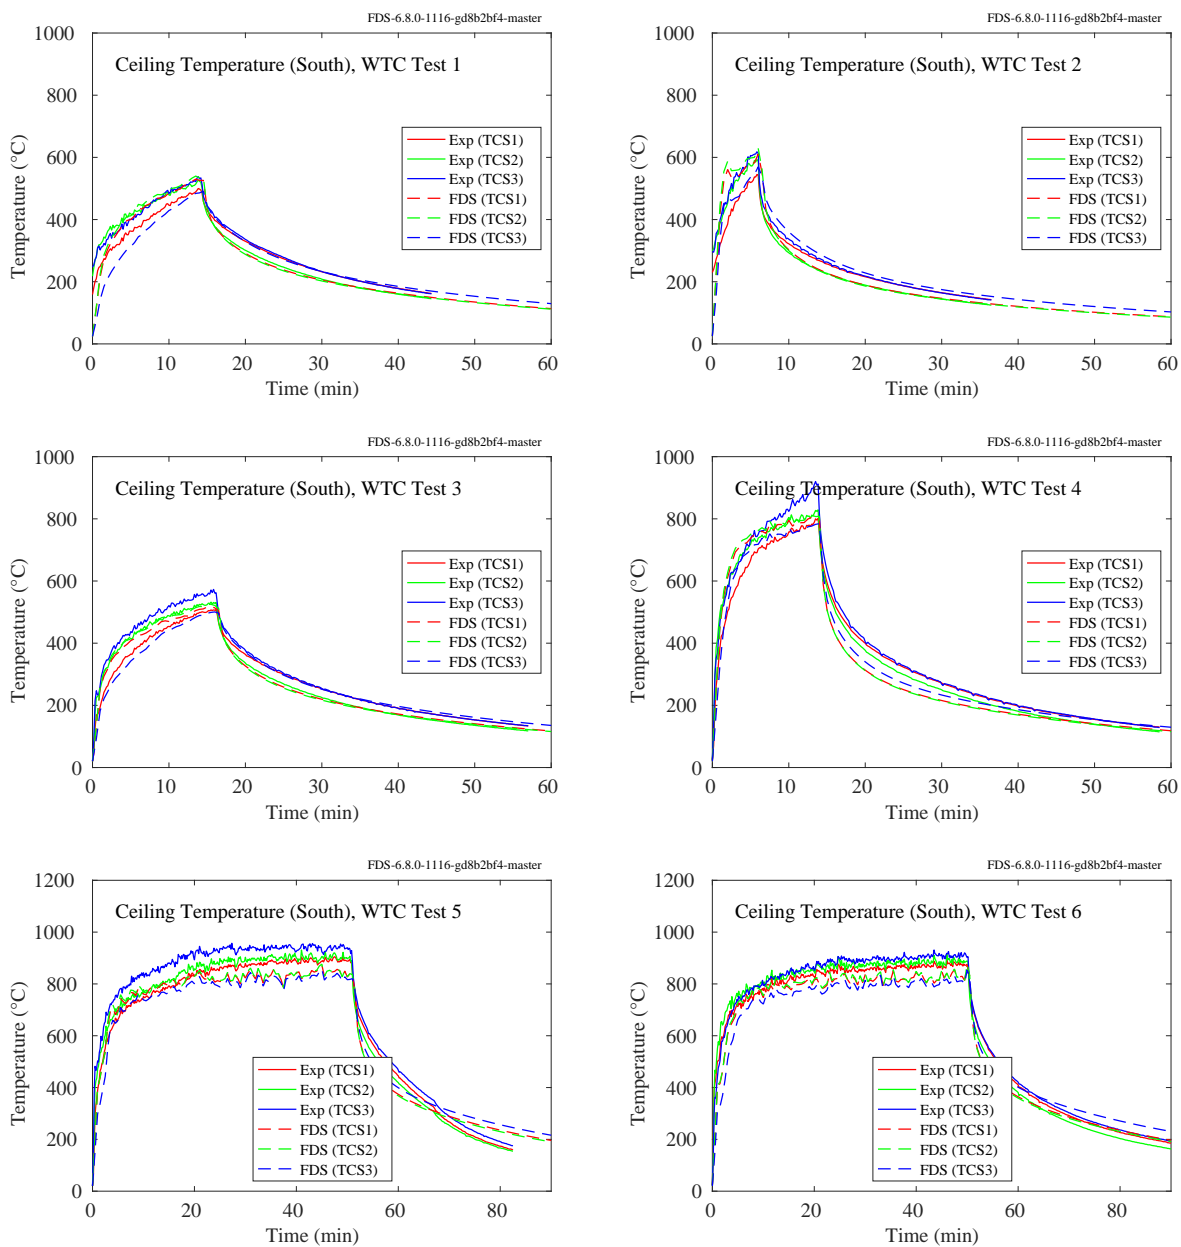 FDS-6.8.0-1116-gd8b2bf4-master
Ceiling Temperature (South), WTC Test 1
Temperature (°C)
1000
800
600
400
200
0
Exp (TCS1)
Exp (TCS2)
Exp (TCS3)
FDS (TCS1)
FDS (TCS2)
FDS (TCS3)
0 10 20 30 40 50 60
Time (min)
FDS-6.8.0-1116-gd8b2bf4-master
Ceiling Temperature (South), WTC Test 2
Temperature (°C)
1000
800
600
400
200
0
Exp (TCS1)
Exp (TCS2)
Exp (TCS3)
FDS (TCS1)
FDS (TCS2)
FDS (TCS3)
0 10 20 30 40 50 60
Time (min)
FDS-6.8.0-1116-gd8b2bf4-master
Ceiling Temperature (South), WTC Test 3
Temperature (°C)
1000
800
600
400
200
0
Exp (TCS1)
Exp (TCS2)
Exp (TCS3)
FDS (TCS1)
FDS (TCS2)
FDS (TCS3)
0 10 20 30 40 50 60
Time (min)
FDS-6.8.0-1116-gd8b2bf4-master
Ceiling Temperature (South), WTC Test 4
Temperature (°C)
1000
800
600
400
200
0
Exp (TCS1)
Exp (TCS2)
Exp (TCS3)
FDS (TCS1)
FDS (TCS2)
FDS (TCS3)
0 10 20 30 40 50 60
Time (min)
FDS-6.8.0-1116-gd8b2bf4-master
Ceiling Temperature (South), WTC Test 5
Temperature (°C)
1200
1000
800
600
400
200
0
Exp (TCS1)
Exp (TCS2)
Exp (TCS3)
FDS (TCS1)
FDS (TCS2)
FDS (TCS3)
0 20 40 60 80
Time (min)
FDS-6.8.0-1116-gd8b2bf4-master
Ceiling Temperature (South), WTC Test 6
Temperature (°C)
1200
1000
800
600
400
200
0
Exp (TCS1)
Exp (TCS2)
Exp (TCS3)
FDS (TCS1)
FDS (TCS2)
FDS (TCS3)
0 20 40 60 80
Time (min)